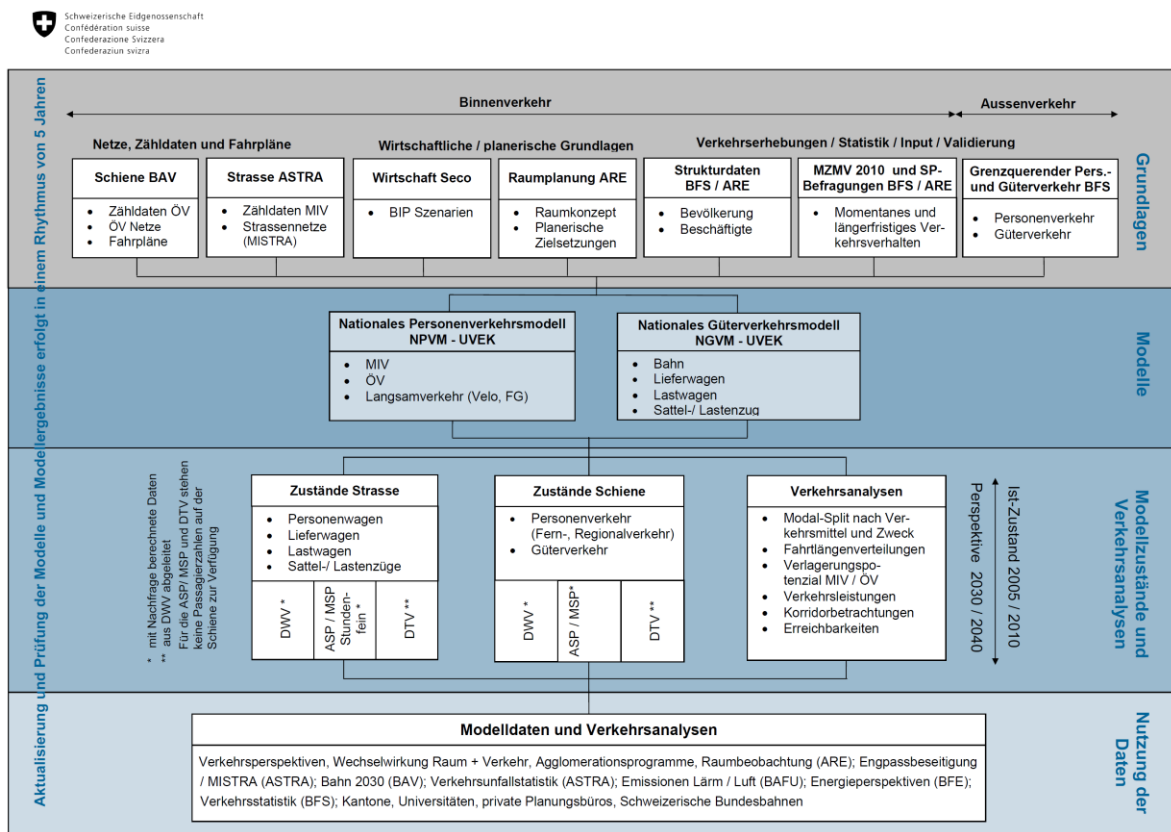 Schweizerische Eidgenossenschaft
Confédération suisse
Confederazione Svizzera
Confederaziun svizra
Aktualisierung und Prüfung der Modelle und Modellergebnisse erfolgt in einem Rhythmus von 5 Jahren
Binnenverkehr
Aussenverkehr
Netze, Zähldaten und Fahrpläne
Wirtschaftliche / planerische Grundlagen
Verkehrserhebungen / Statistik / Input / Validierung
Schiene BAV
• Zähldaten ÖV
• ÖV Netze
• Fahrpläne
Strasse ASTRA
• Zähldaten MIV
• Strassennetze
(MISTRA)
Wirtschaft Seco
• BIP Szenarien
Raumplanung ARE
• Raumkonzept
• Planerische
Zielsetzungen
Strukturdaten
BFS / ARE
• Bevölkerung
• Beschäftigte
MZMV 2010 und SP-
Befragungen BFS / ARE
• Momentanes und
längerfristiges Ver-
kehrsverhalten
Grenzquerender Pers.-
und Güterverkehr BFS
• Personenverkehr
• Güterverkehr
Grundlagen
Nationales Personenverkehrsmodell
NPVM - UVEK
• MIV
• ÖV
• Langsamverkehr (Velo, FG)
Nationales Güterverkehrsmodell
NGVM - UVEK
• Bahn
• Lieferwagen
• Lastwagen
• Sattel-/ Lastenzug
Modelle
* mit Nachfrage berechnete Daten
** aus DWV abgeleitet
Für die ASP/ MSP und DTV stehen
keine Passagierzahlen auf der
Schiene zur Verfügung
Zustände Strasse
• Personenwagen
• Lieferwagen
• Lastwagen
• Sattel-/ Lastenzüge
DWV *
ASP / MSP
Stunden-
fein *
DTV **
Zustände Schiene
• Personenverkehr
(Fern-, Regionalverkehr)
• Güterverkehr
DWV *
ASP / MSP*
DTV **
Verkehrsanalysen
• Modal-Split nach Ver-
kehrsmittel und Zweck
• Fahrtlängenverteilungen
• Verlagerungspo-
tenzial MIV / ÖV
• Verkehrsleistungen
• Korridorbetrachtungen
• Erreichbarkeiten
Ist-Zustand 2005 / 2010
Perspektive 2030 / 2040
Modellzustände und
Verkehrsanalysen
Modelldaten und Verkehrsanalysen
Verkehrsperspektiven, Wechselwirkung Raum + Verkehr, Agglomerationsprogramme, Raumbeobachtung (ARE); Engpassbeseitigung
/ MISTRA (ASTRA); Bahn 2030 (BAV); Verkehrsunfallstatistik (ASTRA); Emissionen Lärm / Luft (BAFU); Energieperspektiven (BFE);
Verkehrsstatistik (BFS); Kantone, Universitäten, private Planungsbüros, Schweizerische Bundesbahnen
Nutzung der
Daten